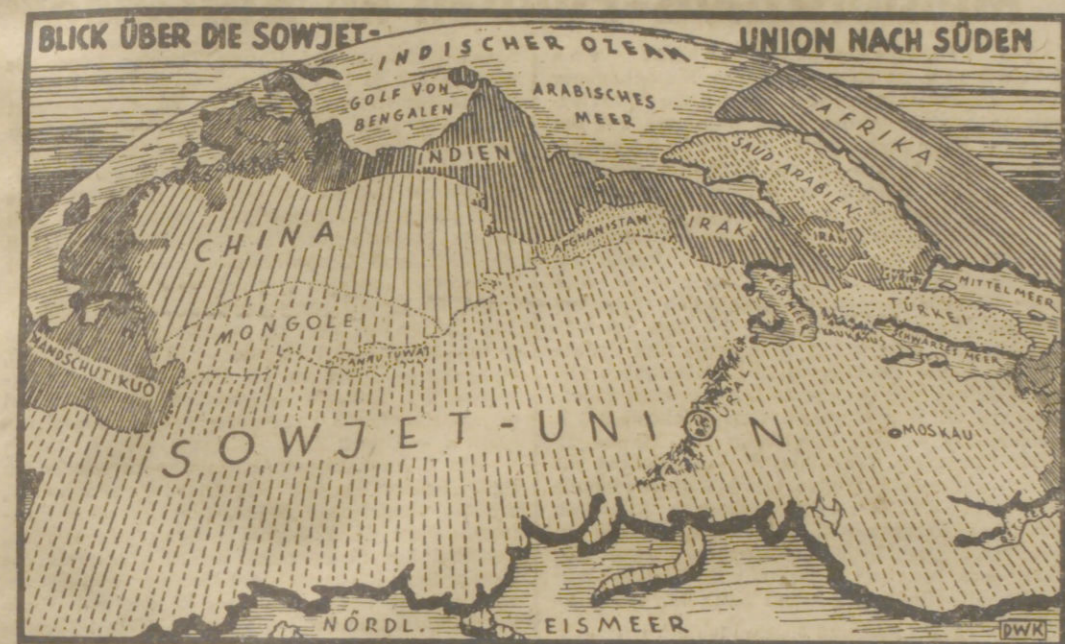 BLICK ÜBER DIE SOWJET-
UNION NACH SÜDEN
INDISCHER OZEAN
GOLF VON
BENGALEN
ARABISCHES
MEER
AFRIKA
INDIEN
SAUD-ARABIEN
CHINA
AFGHANISTAN
IRAK
IRAN
MITTELMEER
TÜRKEI
MONGOLEI
MANDSCHUTIKUO
SCHWARZES MEER
URAL
SOWJET-UNION
MOSKAU
NÖRDL. EISMEER
DWK